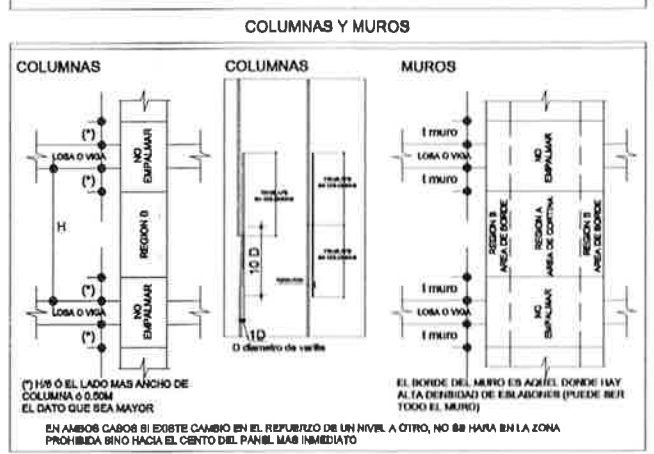 COLUMNAS Y MUROS
COLUMNAS
COLUMNAS
MUROS
(*)
LOSA O VIGA
(*)
NO EMPALMAR
H
REGION B
(*)
LOSA O VIGA
(*)
NO EMPALMAR
10 D
1D
D diametro de varilla
t muro
LOSA O VIGA
t muro
NO EMPALMAR
REGION B
AREA DE BORDE
REGION A
AREA DE CORTINA
REGION B
AREA DE BORDE
t muro
LOSA O VIGA
t muro
NO EMPALMAR
(*) H/6 Ó EL LADO MAS ANCHO DE
COLUMNA ó 0.50M
EL DATO QUE SEA MAYOR
EL BORDE DEL MURO ES AQUEL DONDE HAY
ALTA DENSIDAD DE ESLABONES (PUEDE SER
TODO EL MURO)
EN AMBOS CASOS SI EXISTE CAMBIO EN EL REFUERZO DE UN NIVEL A OTRO, NO SE HARA EN LA ZONA
PROHIBIDA SINO HACIA EL CENTO DEL PANEL MAS INMEDIATO